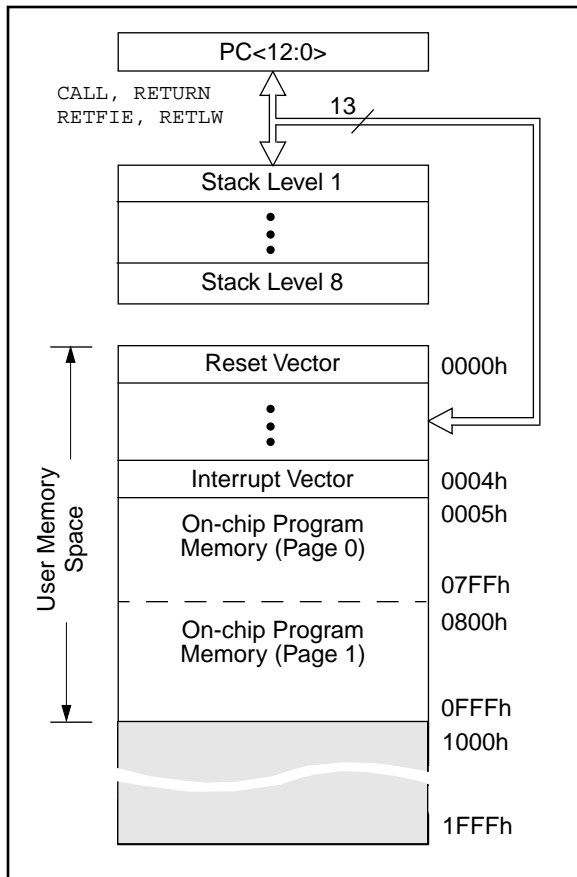 PC<12:0>
CALL, RETURN
RETFIE, RETLW
13
Stack Level 1
Stack Level 8
Reset Vector
0000h
Interrupt Vector
0004h
0005h
On-chip Program
Memory (Page 0)
07FFh
0800h
On-chip Program
Memory (Page 1)
0FFFh
1000h
1FFFh
User Memory
Space